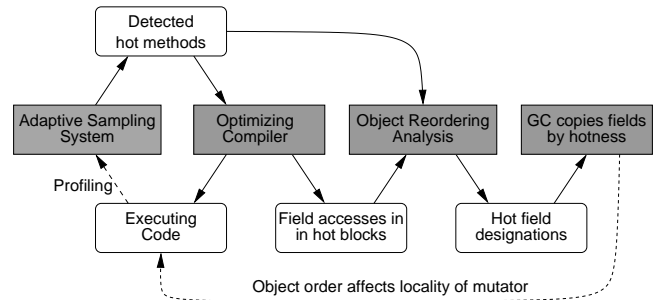 Detected
hot methods
Adaptive Sampling
System
Optimizing
Compiler
Object Reordering
Analysis
GC copies fields
by hotness
Profiling
Executing
Code
Field accesses in
in hot blocks
Hot field
designations
Object order affects locality of mutator